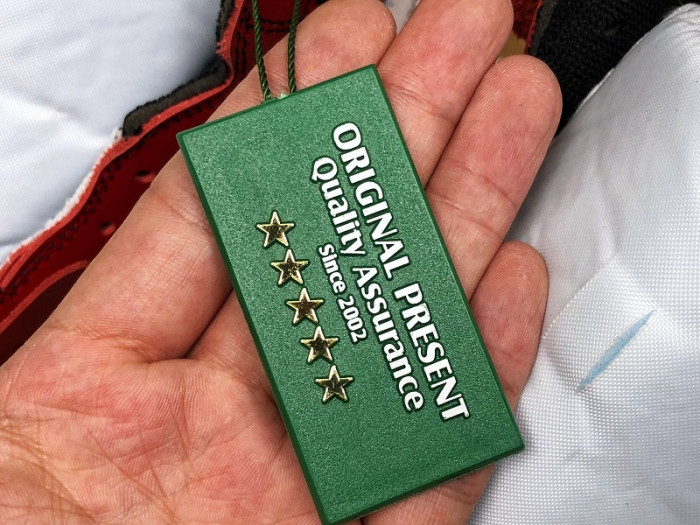 ORIGINAL PRESENT
Quality Assurance
Since 2002